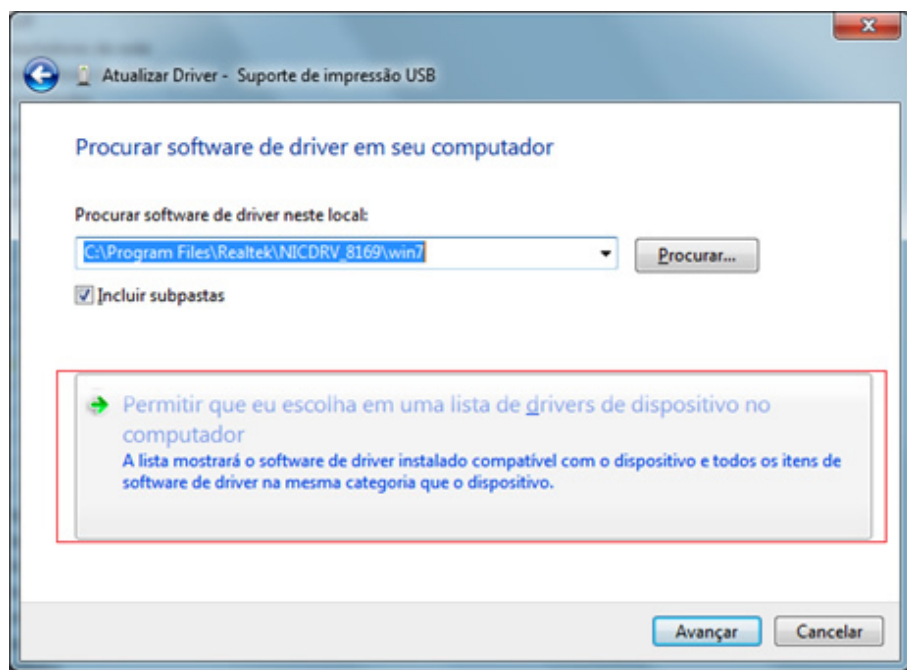 Atualizar Driver - Suporte de impressão USB
Procurar software de driver em seu computador
Procurar software de driver neste local:
C:\Program Files\Realtek\NICDRV_8169\win7
Procurar...
Incluir subpastas
Permitir que eu escolha em uma lista de drivers de dispositivo no
computador
A lista mostrará o software de driver instalado compatível com o dispositivo e todos os itens de
software de driver na mesma categoria que o dispositivo.
Avançar
Cancelar